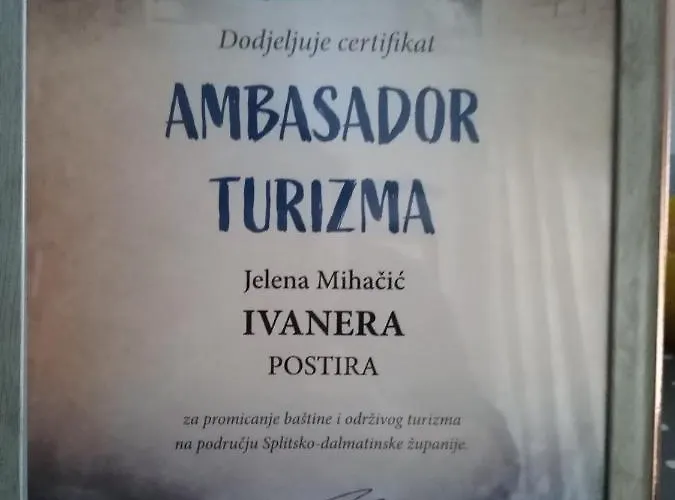 Dodjeljuje certifikat
AMBASADOR
TURIZMA
Jelena Mihačić
IVANERA
POSTIRA
za promicanje baštine i održivog turizma
na području Splitsko-dalmatinske županije.